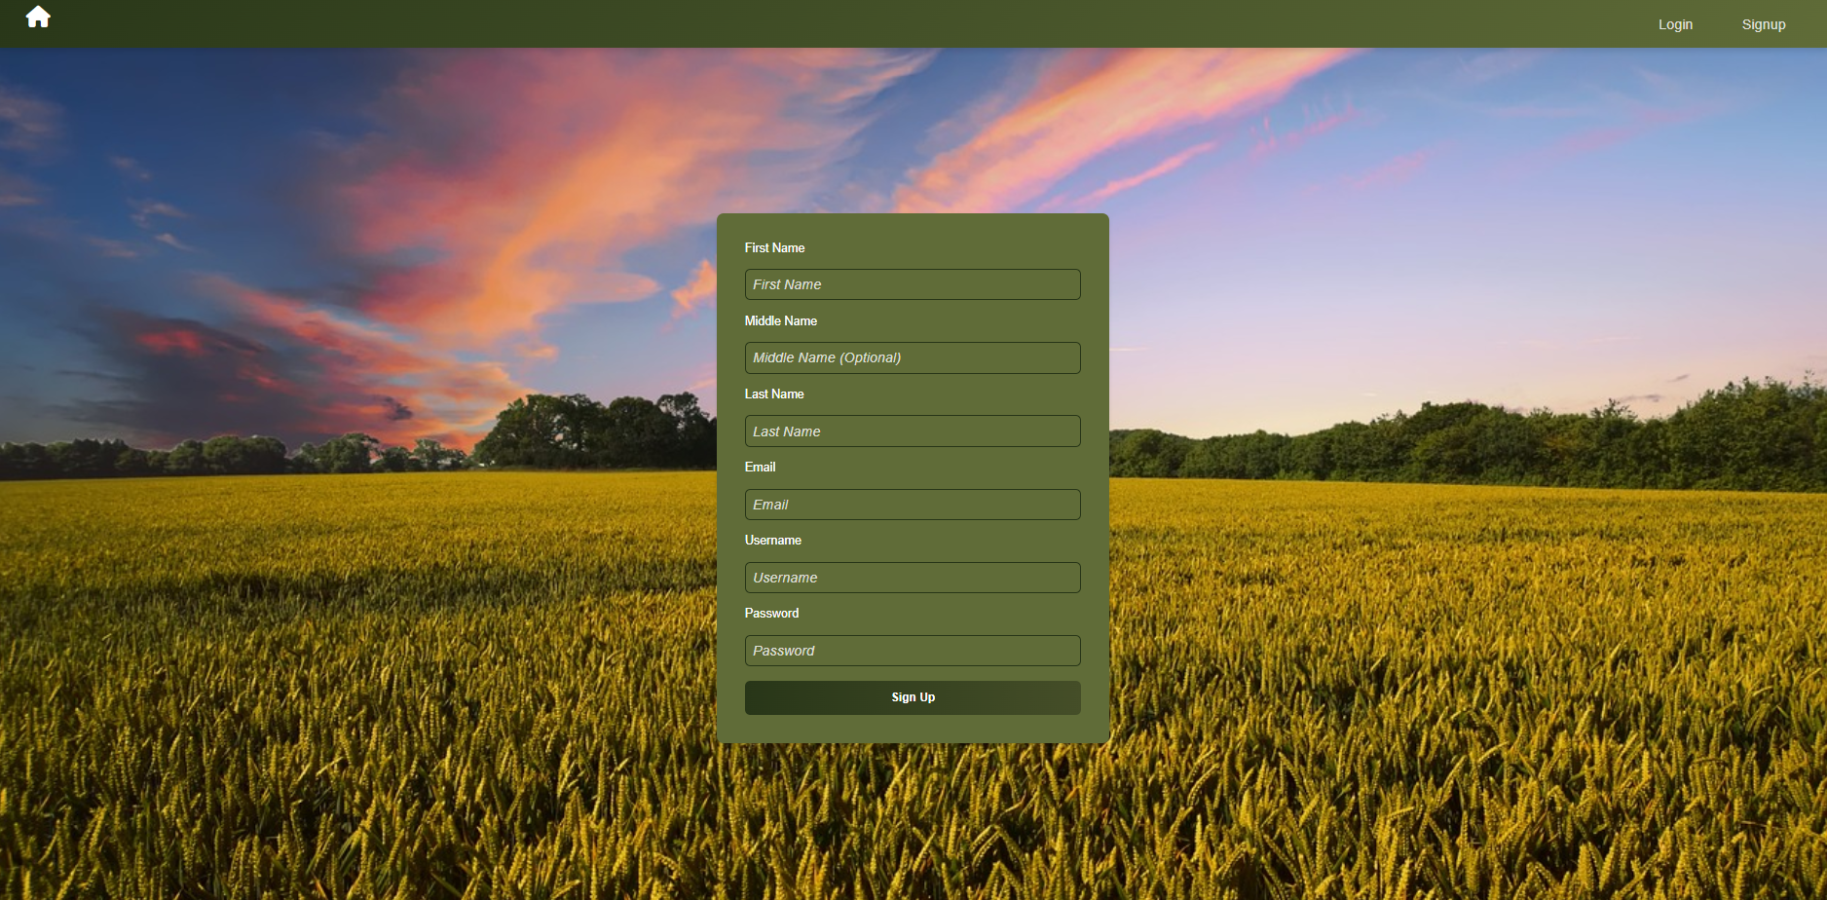 Login
Signup
First Name
First Name
Middle Name
Middle Name (Optional)
Last Name
Last Name
Email
Email
Username
Username
Password
Password
Sign Up